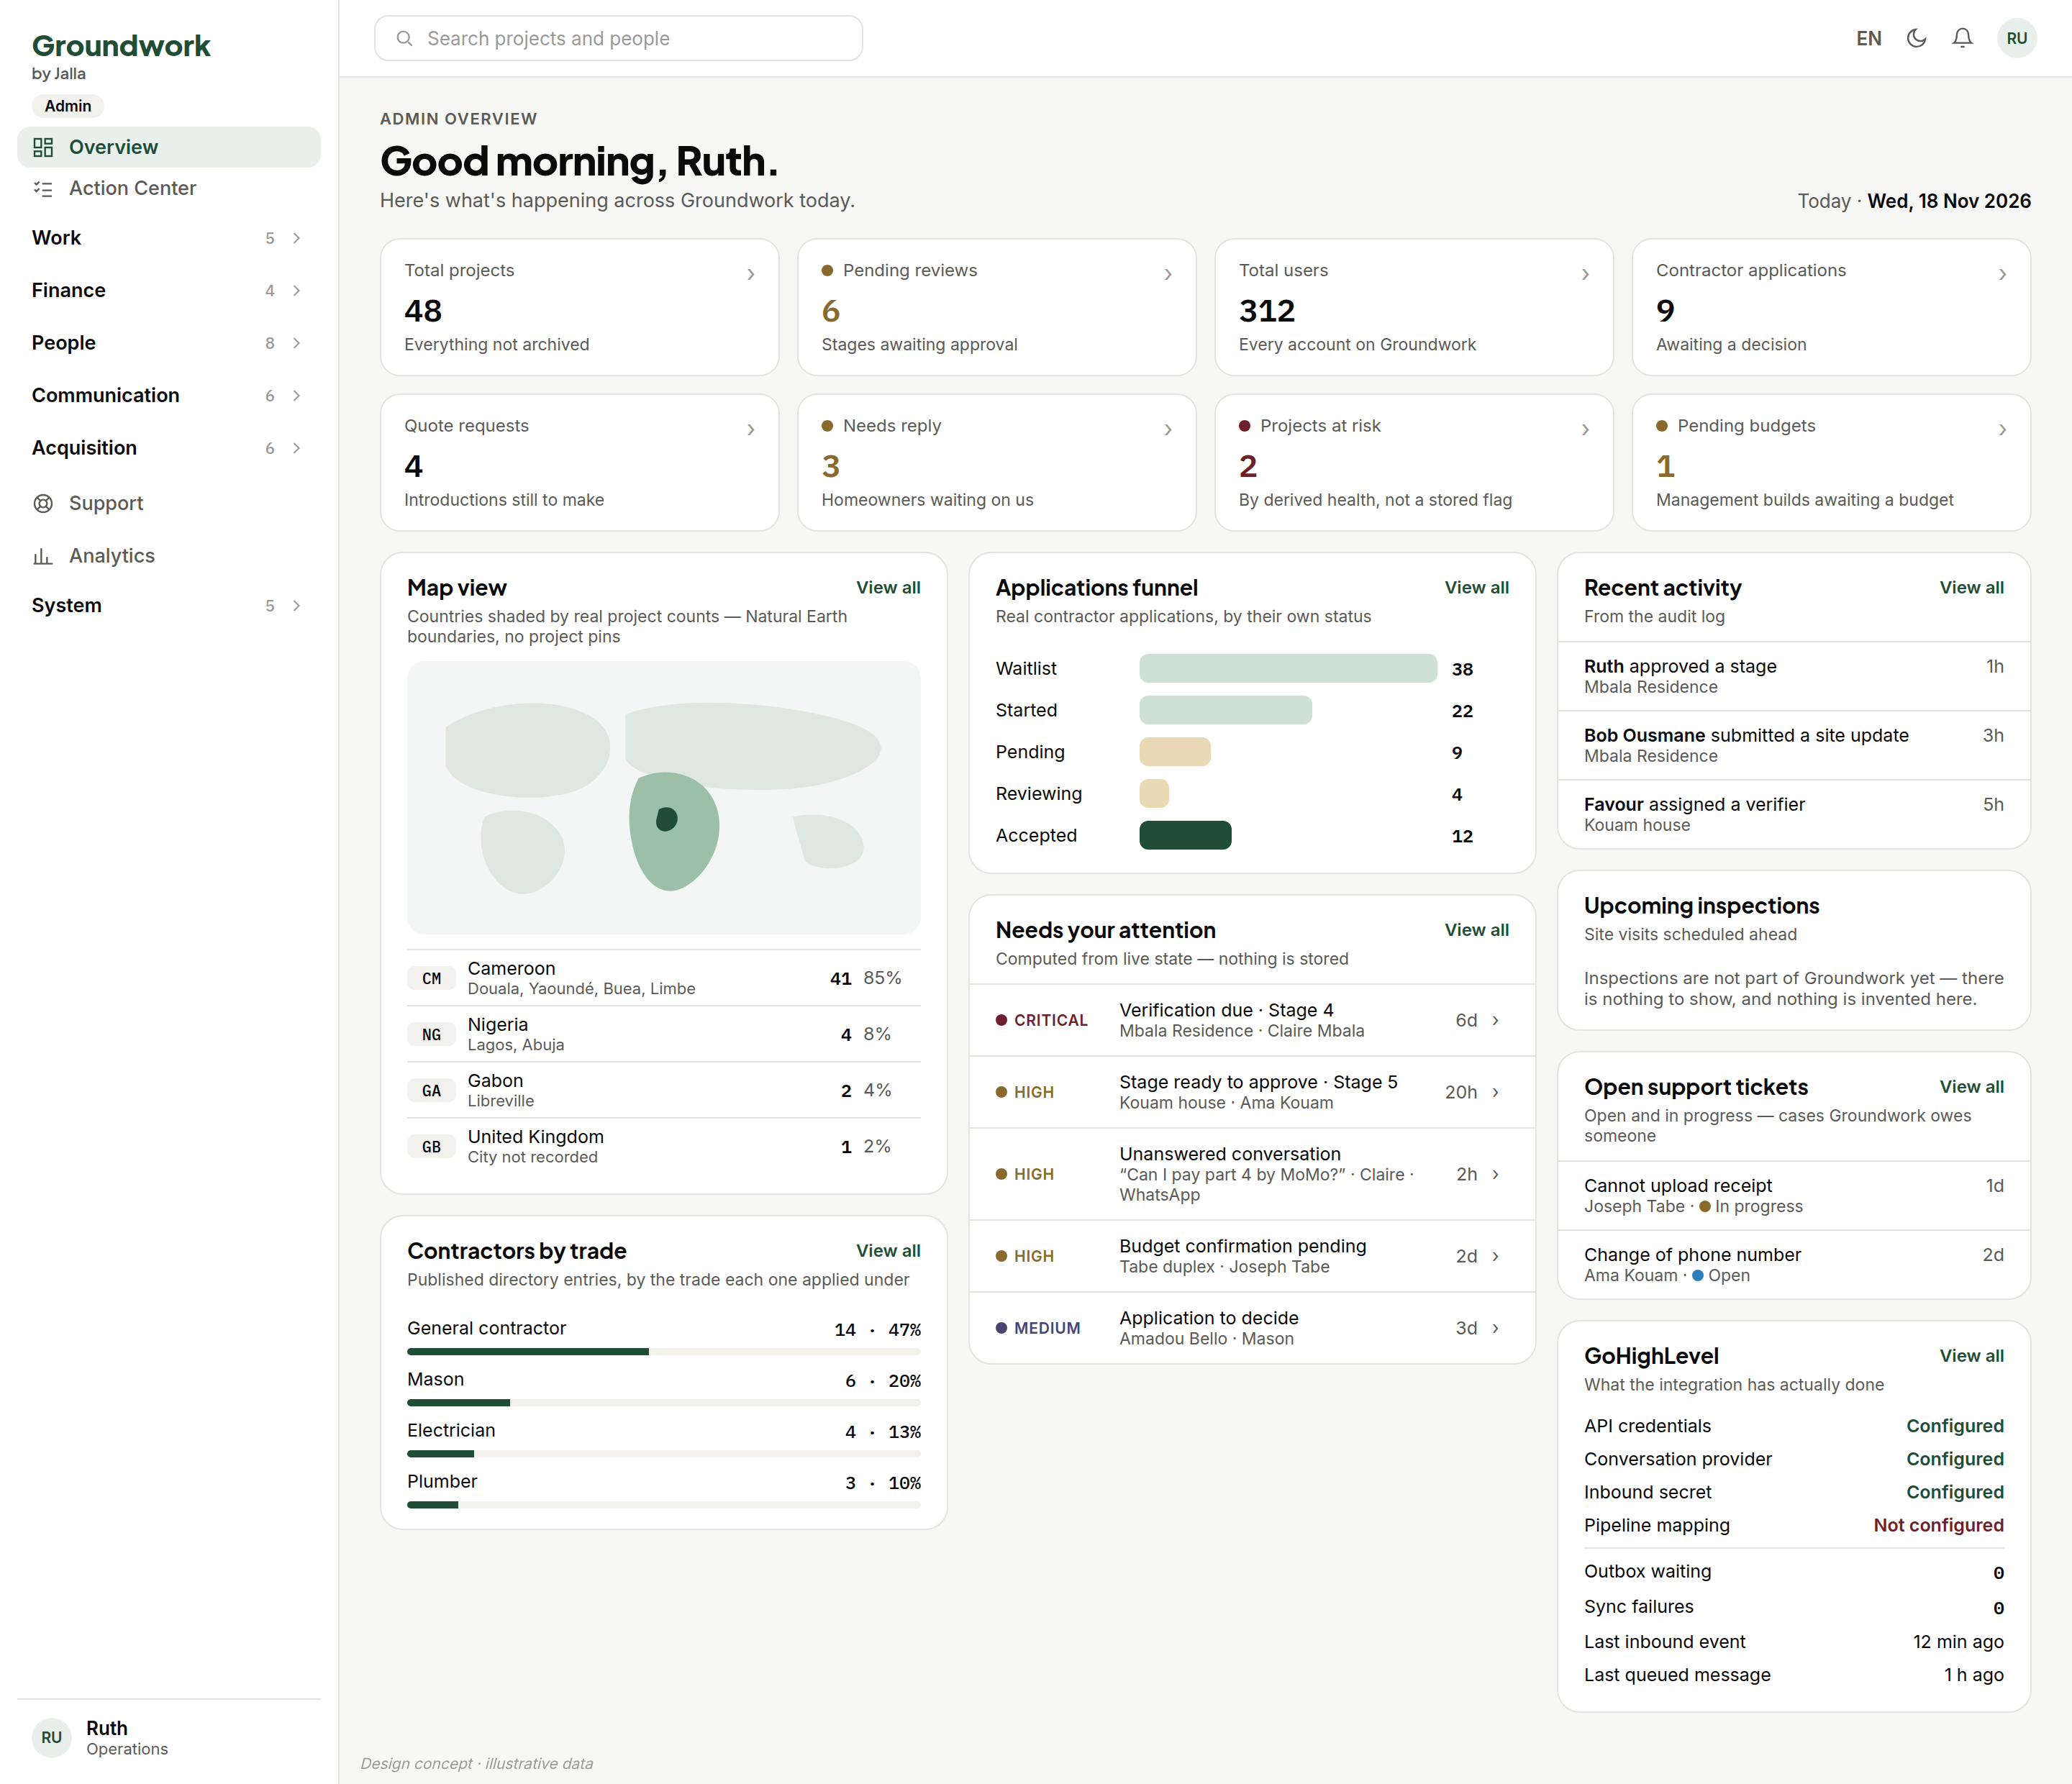 Groundwork
by Jalla
Admin
Overview
Action Center
Work 5
Finance 4
People 8
Communication 6
Acquisition 6
Support
Analytics
System 5
RU
Ruth
Operations
Search projects and people
EN
RU
ADMIN OVERVIEW
Good morning, Ruth.
Here's what's happening across Groundwork today.
Today · Wed, 18 Nov 2026
Total projects
48
Everything not archived
Pending reviews
6
Stages awaiting approval
Total users
312
Every account on Groundwork
Contractor applications
9
Awaiting a decision
Quote requests
4
Introductions still to make
Needs reply
3
Homeowners waiting on us
Projects at risk
2
By derived health, not a stored flag
Pending budgets
1
Management builds awaiting a budget
Map view View all
Countries shaded by real project counts — Natural Earth
boundaries, no project pins
CM Cameroon 41 85%
Douala, Yaoundé, Buea, Limbe
NG Nigeria 4 8%
Lagos, Abuja
GA Gabon 2 4%
Libreville
GB United Kingdom 1 2%
City not recorded
Contractors by trade View all
Published directory entries, by the trade each one applied under
General contractor 14 · 47%
Mason 6 · 20%
Electrician 4 · 13%
Plumber 3 · 10%
Applications funnel View all
Real contractor applications, by their own status
Waitlist 38
Started 22
Pending 9
Reviewing 4
Accepted 12
Needs your attention View all
Computed from live state — nothing is stored
CRITICAL Verification due · Stage 4 6d
Mbala Residence · Claire Mbala
HIGH Stage ready to approve · Stage 5 20h
Kouam house · Ama Kouam
HIGH Unanswered conversation 2h
“Can I pay part 4 by MoMo?” · Claire ·
WhatsApp
HIGH Budget confirmation pending 2d
Tabe duplex · Joseph Tabe
MEDIUM Application to decide 3d
Amadou Bello · Mason
Recent activity View all
From the audit log
Ruth approved a stage 1h
Mbala Residence
Bob Ousmane submitted a site update 3h
Mbala Residence
Favour assigned a verifier 5h
Kouam house
Upcoming inspections
Site visits scheduled ahead
Inspections are not part of Groundwork yet — there
is nothing to show, and nothing is invented here.
Open support tickets View all
Open and in progress — cases Groundwork owes
someone
Cannot upload receipt 1d
Joseph Tabe · In progress
Change of phone number 2d
Ama Kouam · Open
GoHighLevel View all
What the integration has actually done
API credentials Configured
Conversation provider Configured
Inbound secret Configured
Pipeline mapping Not configured
Outbox waiting 0
Sync failures 0
Last inbound event 12 min ago
Last queued message 1 h ago
Design concept · illustrative data